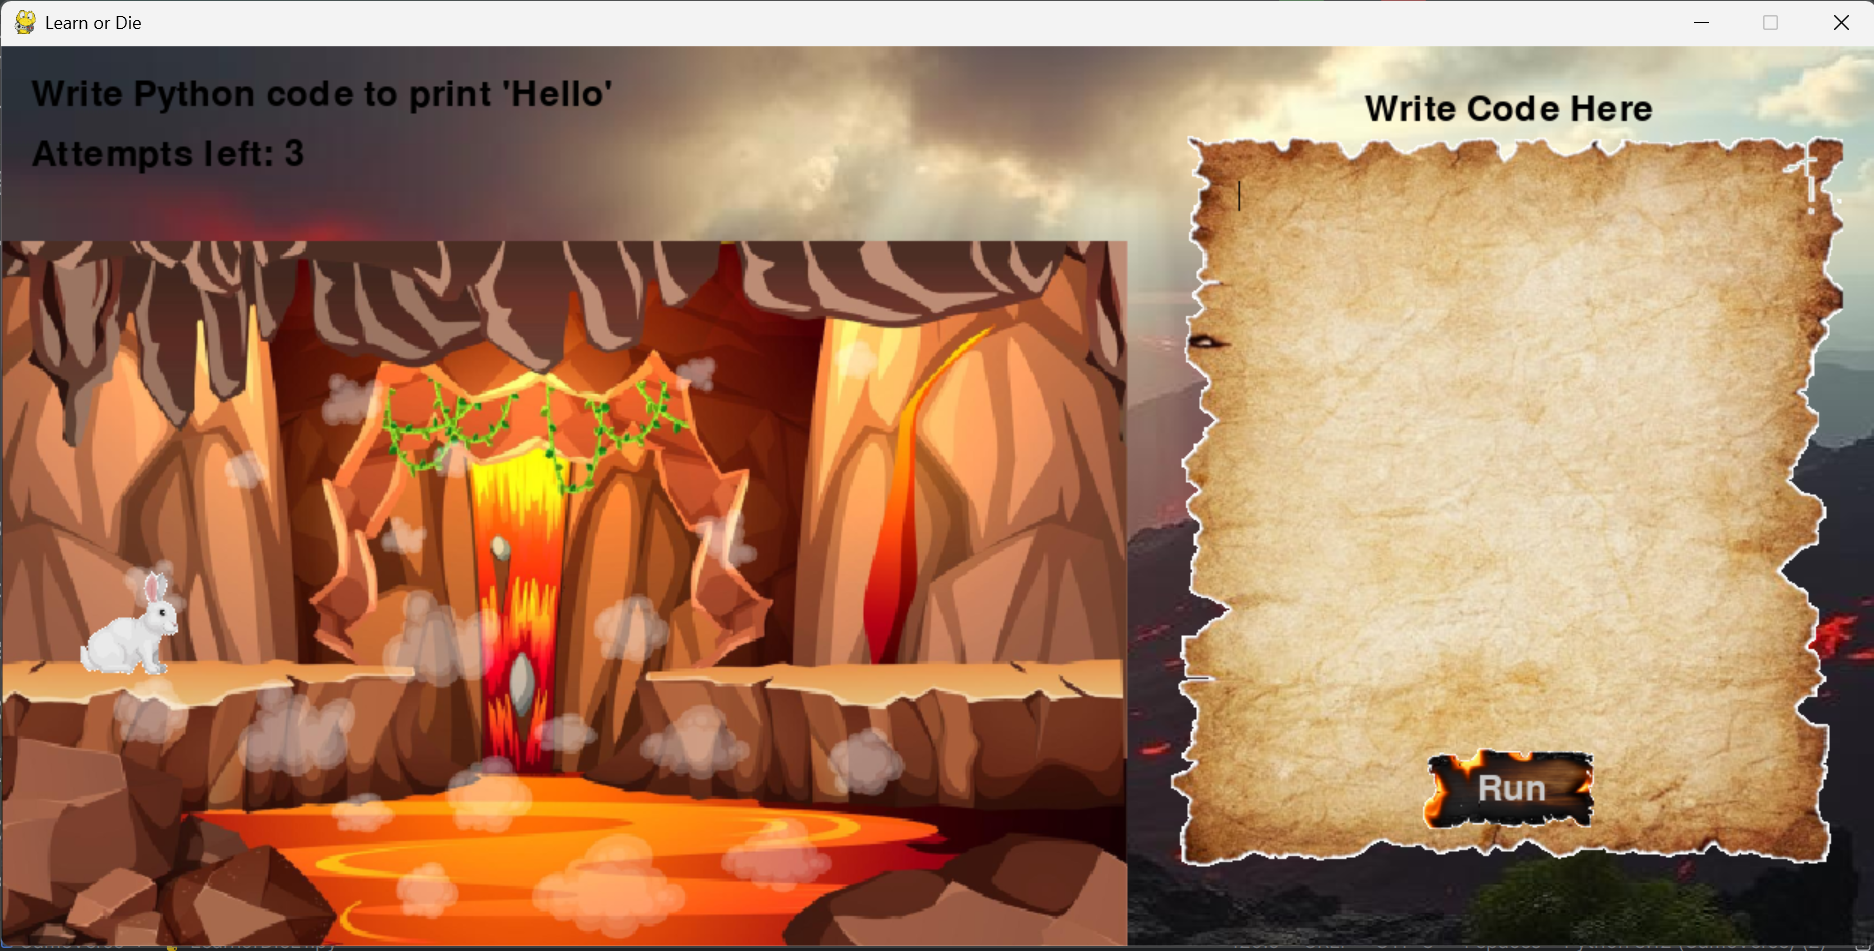 Learn or Die
Write Python code to print 'Hello'
Attempts left: 3
Write Code Here
Run